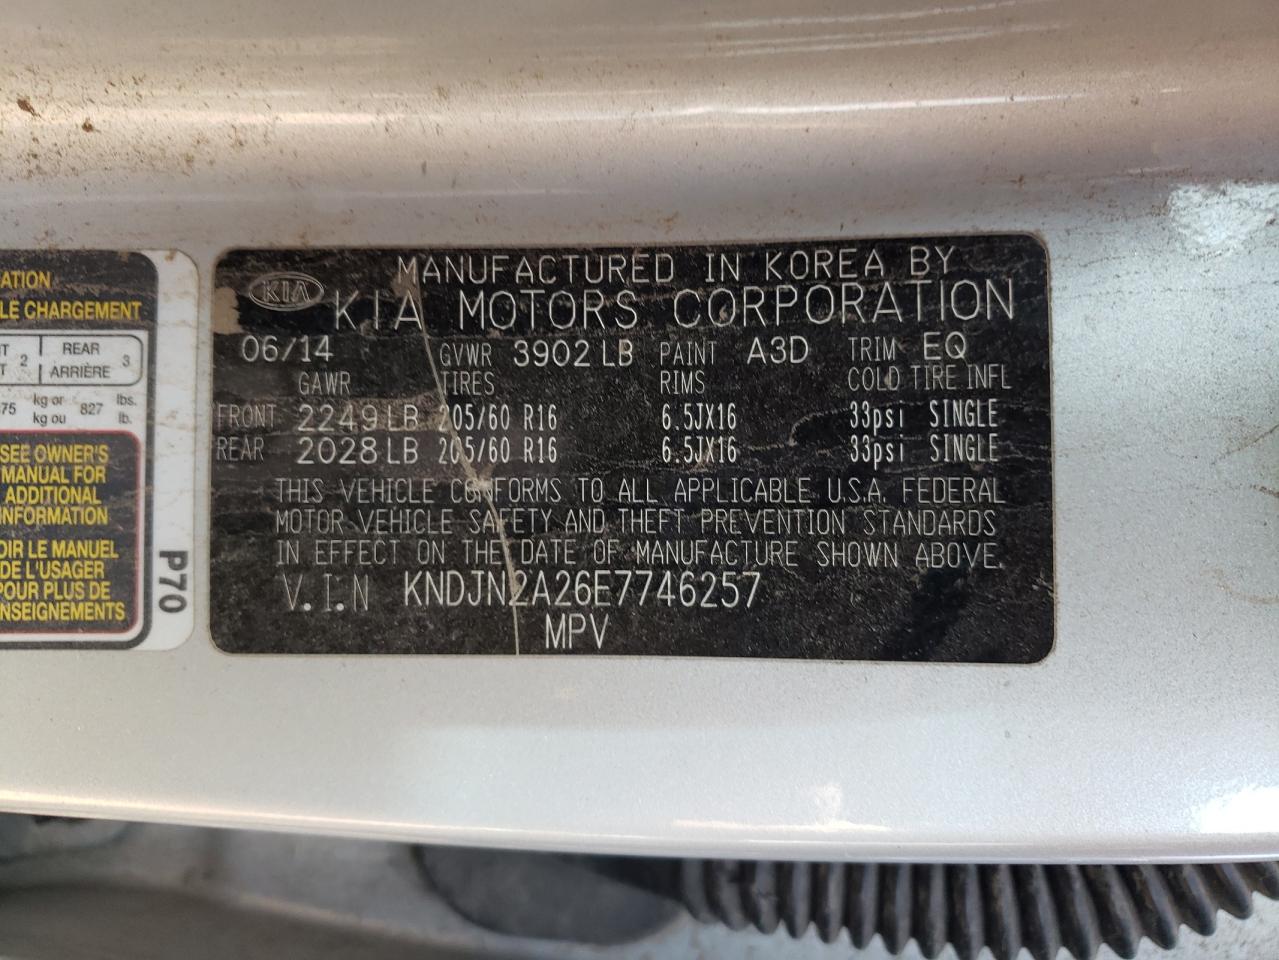 ATION
LE CHARGEMENT
2 REAR 3
ARRIÈRE
kg or 827 lbs.
kg ou lb.
SEE OWNER'S
MANUAL FOR
ADDITIONAL
INFORMATION
OIR LE MANUEL
DE L'USAGER
POUR PLUS DE
NSEIGNEMENTS
P70
KIA
MANUFACTURED IN KOREA BY
KIA MOTORS CORPORATION
06/14 GVWR 3902 LB PAINT A3D TRIM EQ
GAWR TIRES RIMS COLD TIRE INFL
FRONT 2249 LB 205/60 R16 6.5JX16 33psi SINGLE
REAR 2028 LB 205/60 R16 6.5JX16 33psi SINGLE
THIS VEHICLE CONFORMS TO ALL APPLICABLE U.S.A. FEDERAL
MOTOR VEHICLE SAFETY AND THEFT PREVENTION STANDARDS
IN EFFECT ON THE DATE OF MANUFACTURE SHOWN ABOVE.
V.I.N KNDJN2A26E7746257
MPV